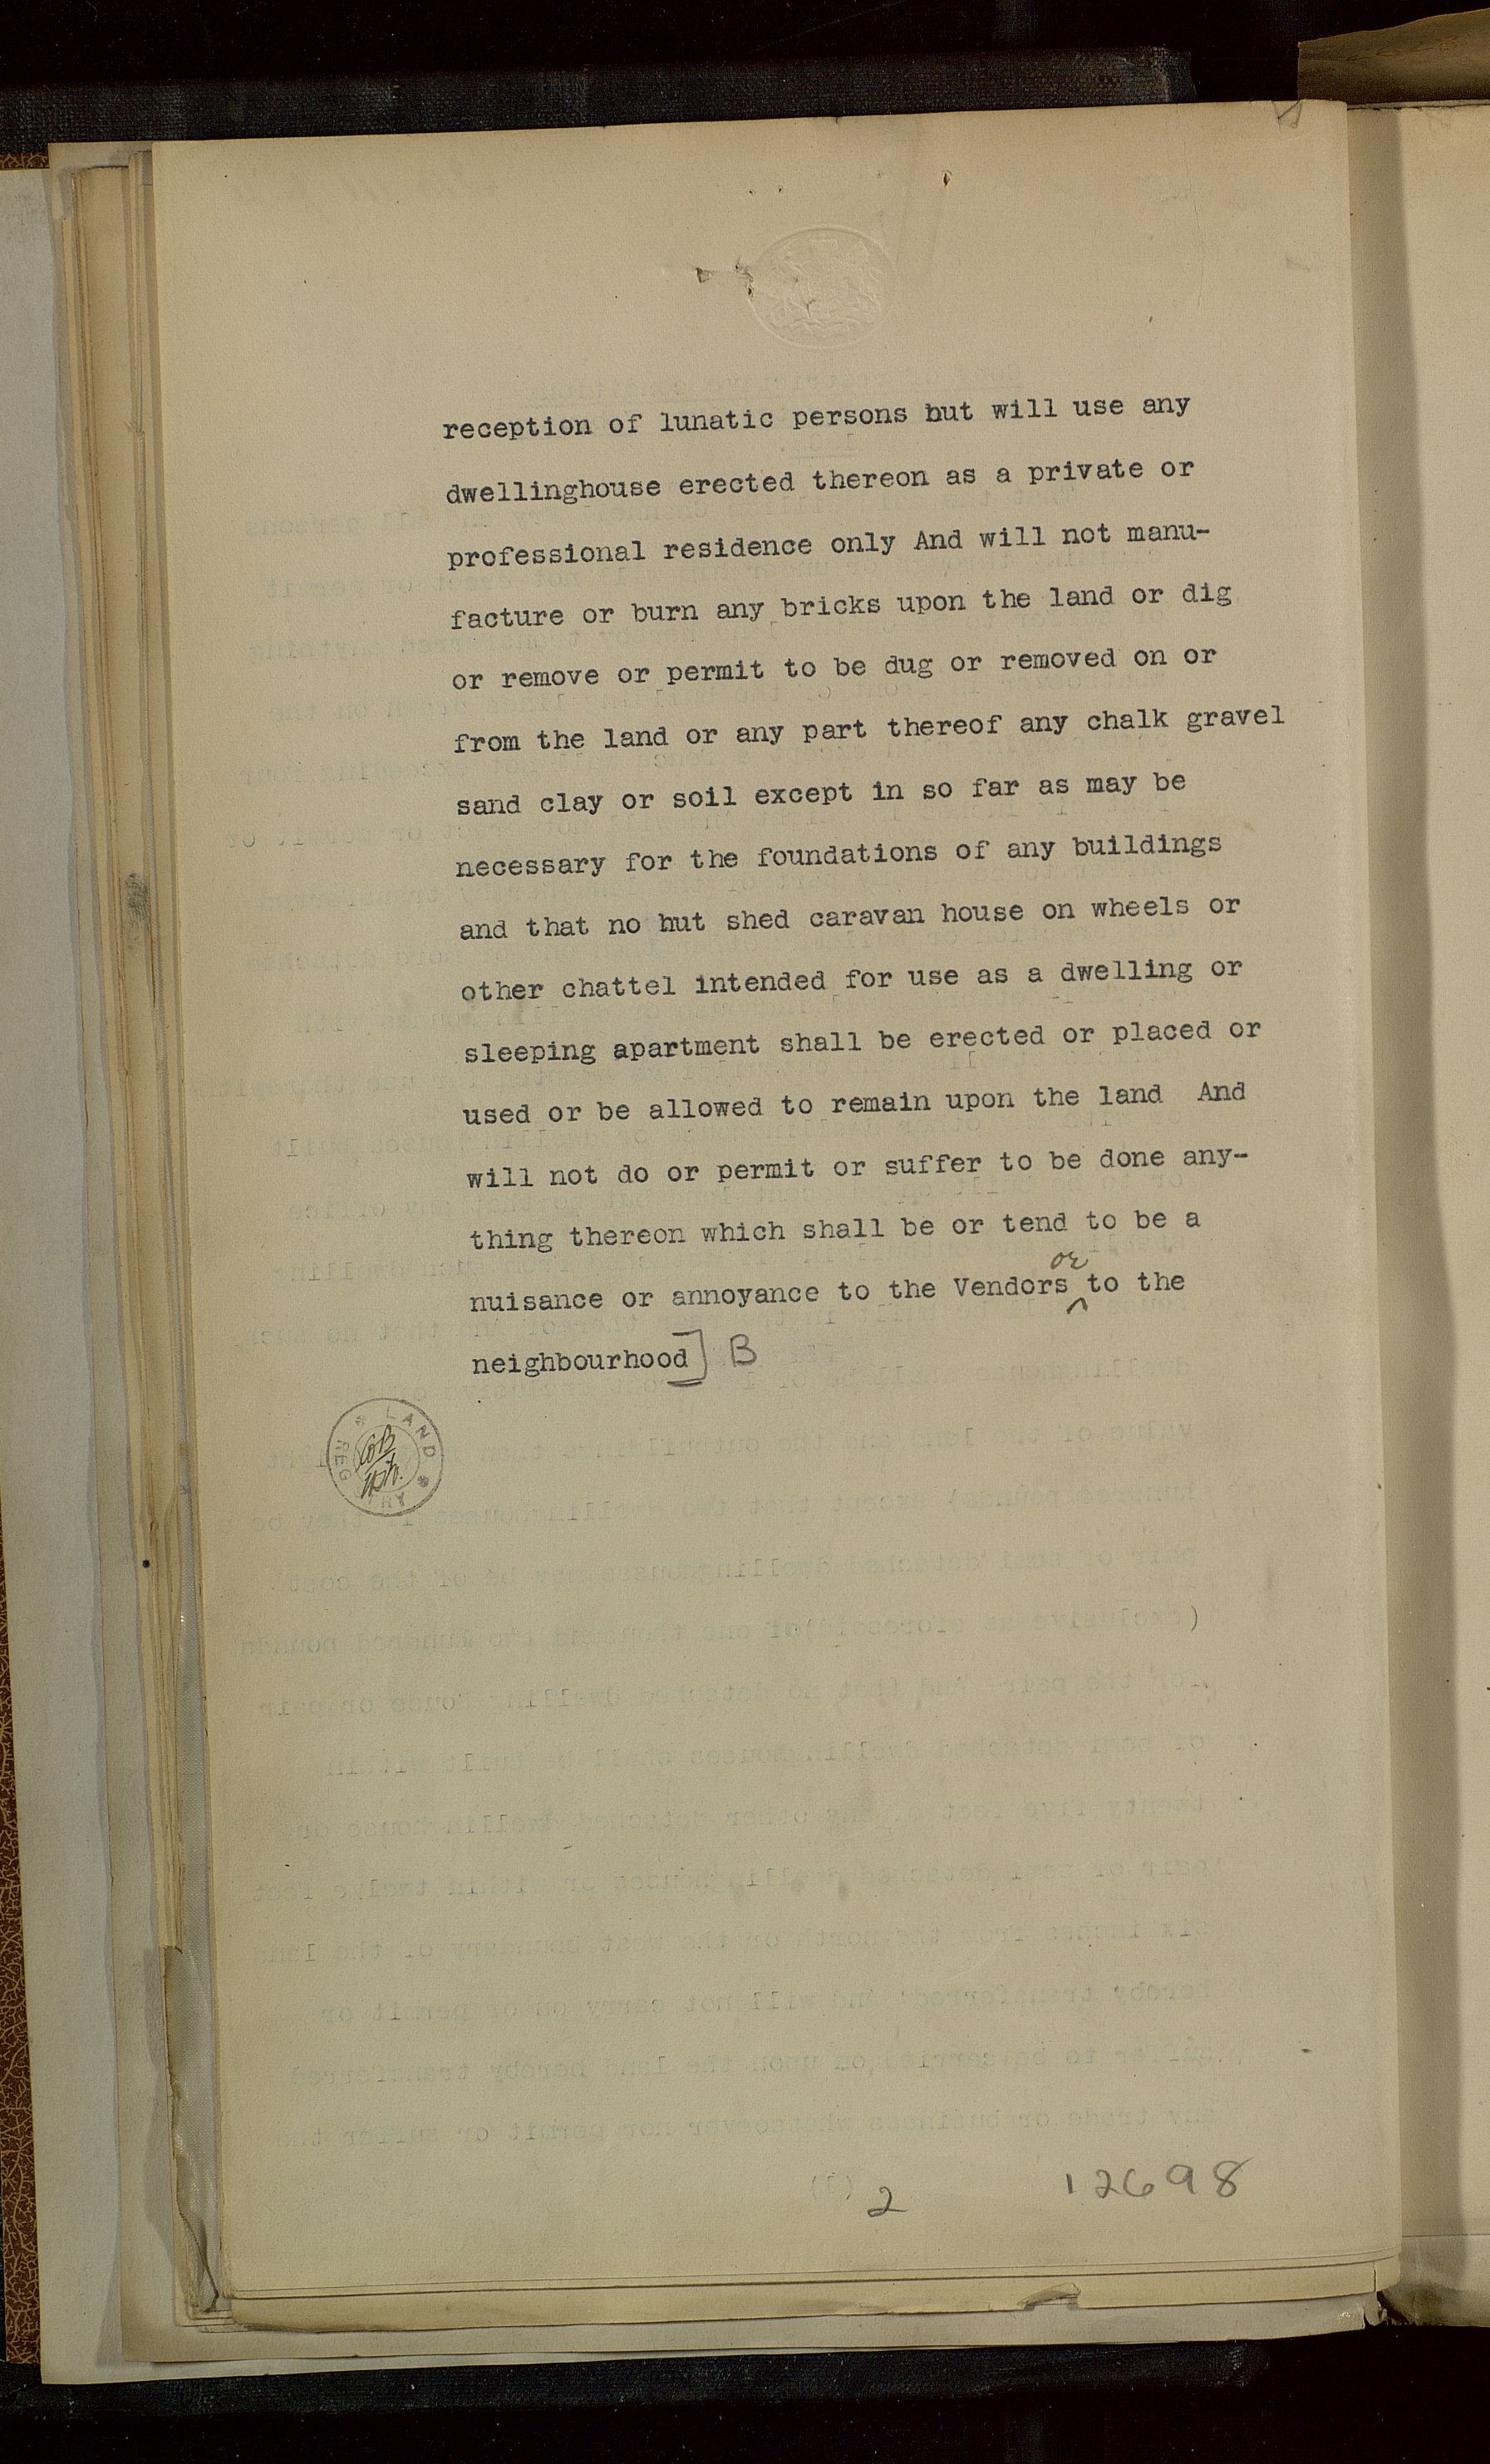 reception of lunatic persons but will use any
dwellinghouse erected thereon as a private or
professional residence only And will not manu-
facture or burn any bricks upon the land or dig
or remove or permit to be dug or removed on or
from the land or any part thereof any chalk gravel
sand clay or soil except in so far as may be
necessary for the foundations of any buildings
and that no hut shed caravan house on wheels or
other chattel intended for use as a dwelling or
sleeping apartment shall be erected or placed or
used or be allowed to remain upon the land And
will not do or permit or suffer to be done any-
thing thereon which shall be or tend to be a
nuisance or annoyance to the Vendors or to the
neighbourhood] B
LAND REGISTRY
2
12698